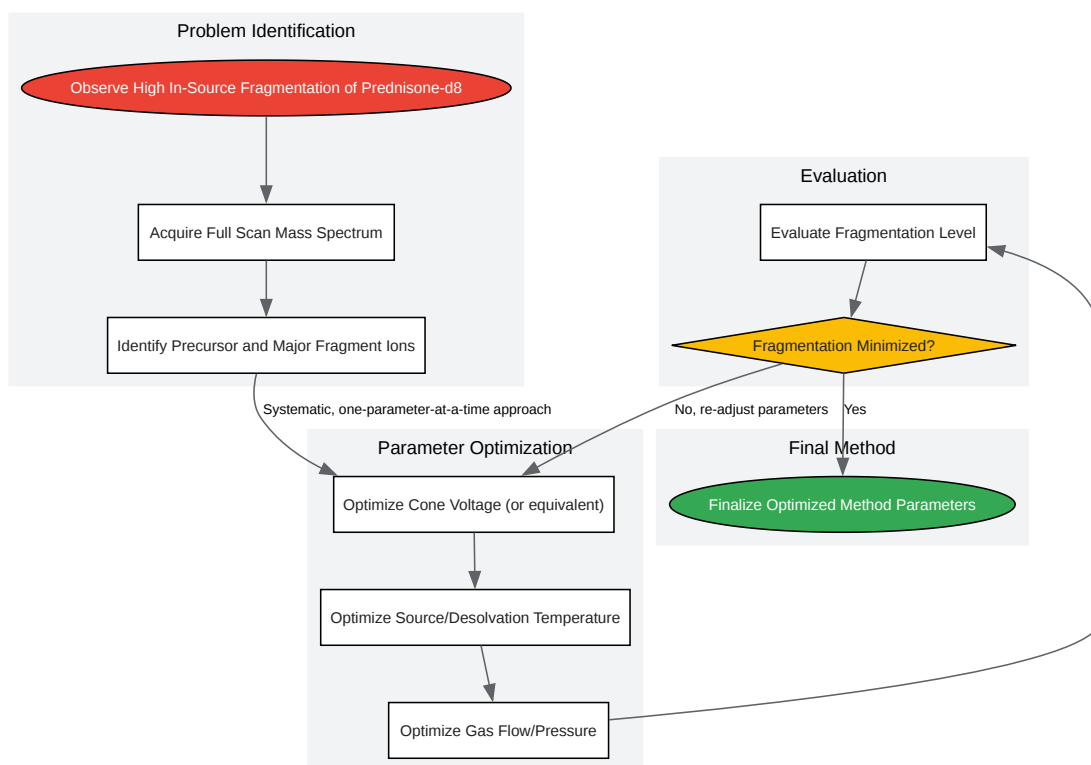 Problem Identification
Observe High In-Source Fragmentation of Prednisone-d8
Acquire Full Scan Mass Spectrum
Identify Precursor and Major Fragment Ions
Systematic, one-parameter-at-a-time approach
Parameter Optimization
Optimize Cone Voltage (or equivalent)
Optimize Source/Desolvation Temperature
Optimize Gas Flow/Pressure
Evaluation
Evaluate Fragmentation Level
Fragmentation Minimized?
No, re-adjust parameters
Yes
Final Method
Finalize Optimized Method Parameters